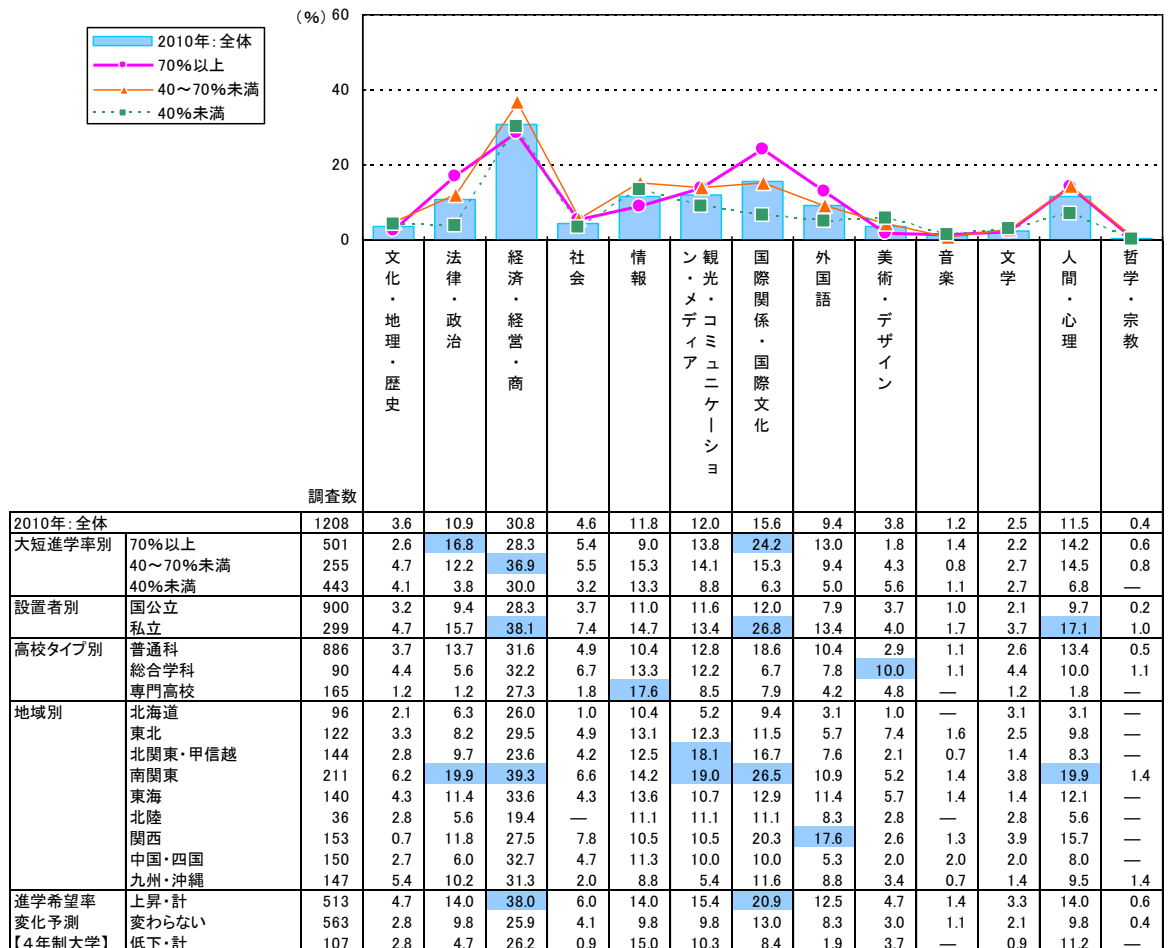 (%)
60
40
20
0
2010年:全体
70%以上
40~70%未満
40%未満
文化・地理・歴史
法律・政治
経済・経営・商
社会
情報
観光・コミュニケーション・メディア
国際関係・国際文化
外国語
美術・デザイン
音楽
文学
人間・心理
哲学・宗教
調査数
2010年:全体 1208 3.6 10.9 30.8 4.6 11.8 12.0 15.6 9.4 3.8 1.2 2.5 11.5 0.4
大短進学率別 70%以上 501 2.6 16.8 28.3 5.4 9.0 13.8 24.2 13.0 1.8 1.4 2.2 14.2 0.6
40~70%未満 255 4.7 12.2 36.9 5.5 15.3 14.1 15.3 9.4 4.3 0.8 2.7 14.5 0.8
40%未満 443 4.1 3.8 30.0 3.2 13.3 8.8 6.3 5.0 5.6 1.1 2.7 6.8 —
設置者別 国公立 900 3.2 9.4 28.3 3.7 11.0 11.6 12.0 7.9 3.7 1.0 2.1 9.7 0.2
私立 299 4.7 15.7 38.1 7.4 14.7 13.4 26.8 13.4 4.0 1.7 3.7 17.1 1.0
高校タイプ別 普通科 886 3.7 13.7 31.6 4.9 10.4 12.8 18.6 10.4 2.9 1.1 2.6 13.4 0.6
総合学科 90 4.4 5.6 32.2 6.7 13.3 12.2 6.7 7.8 10.0 1.1 4.4 10.0 1.1
専門高校 165 1.2 1.2 27.3 1.8 17.6 8.5 7.9 4.2 4.8 — 1.2 1.8 —
地域別 北海道 96 2.1 6.3 26.0 1.0 10.4 5.2 9.4 3.1 1.0 — 3.1 3.1 —
東北 122 3.3 8.2 29.5 4.9 13.1 12.3 11.5 5.7 7.4 1.6 2.5 9.8 —
北関東・甲信越 144 2.8 9.7 23.6 4.2 12.5 18.1 16.7 7.6 2.1 0.7 1.4 8.3 —
南関東 211 6.2 19.9 39.3 6.6 14.2 19.0 26.5 10.9 5.2 1.4 3.8 19.9 1.4
東海 140 4.3 11.4 33.6 4.3 13.6 10.7 12.9 11.4 5.7 1.4 1.4 12.1 —
北陸 36 2.8 5.6 19.4 — 11.1 11.1 11.1 8.3 2.8 — 2.8 5.6 —
関西 153 0.7 11.8 27.5 7.8 10.5 10.5 20.3 17.6 2.6 1.3 3.9 15.7 —
中国・四国 150 2.7 6.0 32.7 4.7 11.3 10.0 10.0 5.3 2.0 2.0 2.0 8.0 —
九州・沖縄 147 5.4 10.2 31.3 2.0 8.8 5.4 11.6 8.8 3.4 0.7 1.4 9.5 1.4
進学希望率 上昇・計 513 4.7 14.0 38.0 6.0 14.0 15.4 20.9 12.5 4.7 1.4 3.3 14.0 0.6
変化予測 変わらない 563 2.8 9.8 25.9 4.1 9.8 9.8 13.0 8.3 3.0 1.1 2.1 9.8 0.4
【4年制大学】 低下・計 107 2.8 4.7 26.2 0.9 15.0 10.3 8.4 1.9 3.7 — 0.9 11.2 —